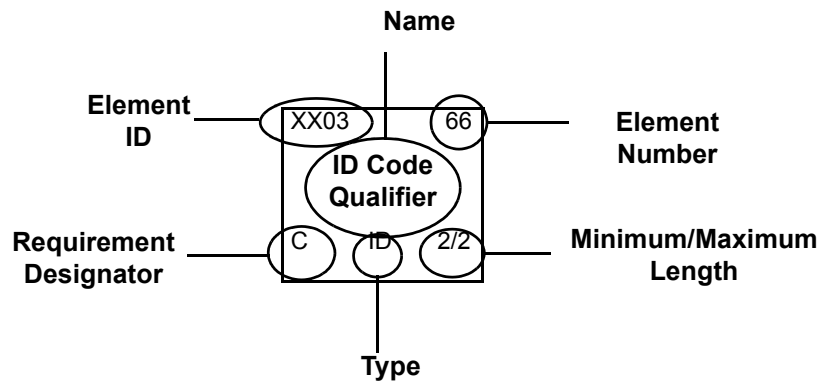 Name
Element
ID
XX03
66
Element
Number
ID Code
Qualifier
Requirement
Designator
C
ID
2/2
Minimum/Maximum
Length
Type